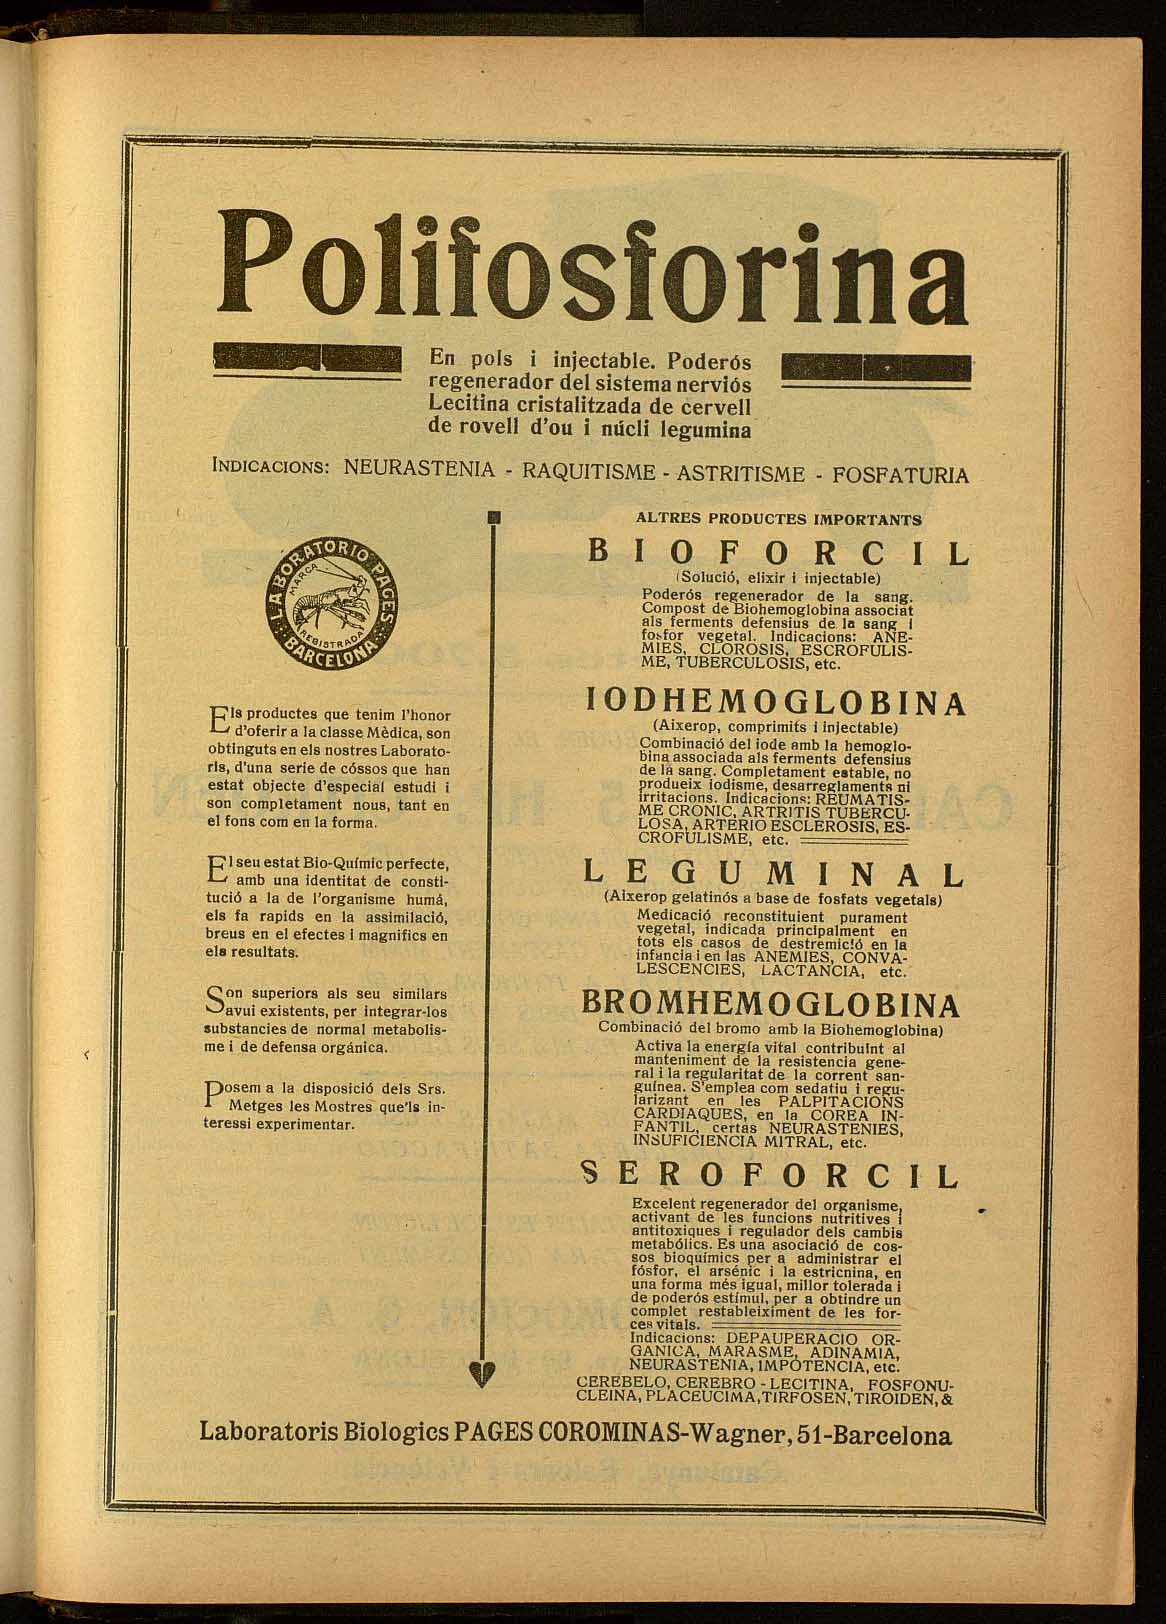 Polifosforina
En pols i injectable. Poderós
regenerador del sistema nerviós
Lecitina cristalitzada de cervell
de rovell d'ou i núcli legumina
INDICACIONS: NEURASTENIA - RAQUITISME - ASTRITISME - FOSFATURIA
LABORATORIO PAGES
MARCA
REGISTRADA
BARCELONA
Els productes que tenim l'honor
d'oferir a la classe Mèdica, son
obtinguts en els nostres Laborato-
ris, d'una serie de cóssos que han
estat objecte d'especial estudi i
son completament nous, tant en
el fons com en la forma.
El seu estat Bio-Químic perfecte,
amb una identitat de consti-
tució a la de l'organisme humá,
els fa rapids en la assimilació,
breus en el efectes i magnifics en
els resultats.
Son superiors als seu similars
avui existents, per integrar-los
substancies de normal metabolis-
me i de defensa orgánica.
Posem a la disposició dels Srs.
Metges les Mostres que'ls in-
teressi experimentar.
ALTRES PRODUCTES IMPORTANTS
BIOFORCIL
(Solució, elixir i injectable)
Poderós regenerador de la sang.
Compost de Biohemoglobina associat
als ferments defensius de la sang i
fosfor vegetal. Indicacions: ANE-
MIES, CLOROSIS, ESCROFULIS-
ME, TUBERCULOSIS, etc.
IODHEMOGLOBINA
(Aixerop, comprimits i injectable)
Combinació del iode amb la hemoglo-
bina associada als ferments defensius
de la sang. Completament estable, no
produeix iodisme, desarreglaments ni
irritacions. Indicacions: REUMATIS-
ME CRONIC, ARTRITIS TUBERCU-
LOSA, ARTERIO ESCLEROSIS, ES-
CROFULISME, etc.
LEGUMINAL
(Aixerop gelatinós a base de fosfats vegetals)
Medicació reconstituient purament
vegetal, indicada principalment en
tots els casos de destremició en la
infancia i en las ANEMIES, CONVA-
LESCENCIES, LACTANCIA, etc.
BROMHEMOGLOBINA
Combinació del bromo amb la Biohemoglobina)
Activa la energía vital contribuint al
manteniment de la resistencia gene-
ral i la regularitat de la corrent san-
guínea. S'emplea com sedatiu i regu-
larizant en les PALPITACIONS
CARDIAQUES, en la COREA IN-
FANTIL, certas NEURASTENIES,
INSUFICIENCIA MITRAL, etc.
SEROFORCIL
Excelent regenerador del organisme,
activant de les funcions nutritives i
antitoxiques i regulador dels cambis
metabólics. Es una asociació de cos-
sos bioquímics per a administrar el
fósfor, el arsénic i la estricnina, en
una forma més igual, millor tolerada i
de poderós estímul, per a obtindre un
complet restableiximent de les for-
ces vitals.
Indicacions: DEPAUPERACIO OR-
GANICA, MARASME, ADINAMIA,
NEURASTENIA, IMPOTENCIA, etc.
CEREBELO, CEREBRO-LECITINA, FOSFONU-
CLEINA, PLACEUCIMA, TIRFOSEN, TIROIDEN, &
Laboratoris Biologics PAGES COROMINAS-Wagner, 51-Barcelona